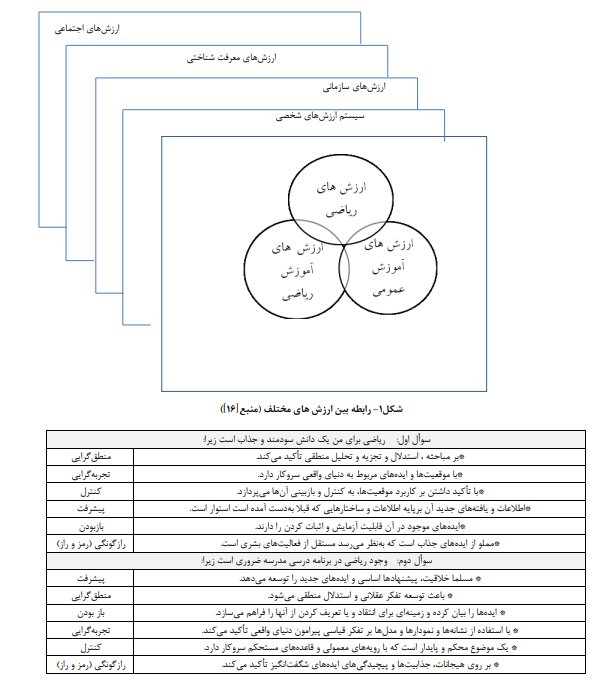 ارزش‌های اجتماعی
ارزش‌های معرفت شناختی
ارزش‌های سازمانی
سیستم ارزش‌های شخصی
ارزش های
ریاضی
ارزش های
آموزش
عمومی
ارزش های
آموزش
ریاضی
شکل۱- رابطه بین ارزش های مختلف (منبع[۱۶])
سوأل اول: ریاضی برای من یک دانش سودمند و جذاب است زیرا:
*بر مباحثه ، استدلال و تجزیه و تحلیل منطقی تأکید می‌کند. منطق‌گرایی
*با موقعیت‌ها و ایده‌های مربوط به دنیای واقعی سروکار دارد. تجربه‌گرایی
*با تأکید داشتن بر کاربرد موقعیت‌ها، به کنترل و بازبینی آن‌ها می‌پردازد. کنترل
*اطلاعات و یافته‌های جدید آن برپایه اطلاعات و ساختارهایی که قبلا به‌دست آمده است استوار است. پیشرفت
*ایده‌های موجود در آن قابلیت آزمایش و اثبات کردن را دارند. بازبودن
*مملو از ایده‌های جذاب است که به‌نظر می‌رسد مستقل از فعالیت‌های بشری است. رازگونگی (رمز و راز)
سوأل دوم: وجود ریاضی در برنامه درسی مدرسه ضروری است زیرا:
* مسلما خلاقیت، پیشنهادها اساسی و ایده‌های جدید را توسعه می‌دهد. پیشرفت
* باعث توسعه تفکر عقلانی و استدلال منطقی می‌شود. منطق‌گرایی
* ایده‌ها را بیان کرده و زمینه‌ای برای انتقاد و یا تعریف کردن از آنها را فراهم می‌سازد. باز بودن
* با استفاده از نشانه‌ها و نمودارها و مدل‌ها بر تفکر قیاسی پیرامون دنیای واقعی تأکید می‌کند. تجربه‌گرایی
* یک موضوع محکم و پایدار است که با رویه‌های معمولی و قاعده‌های مستحکم سروکار دارد. کنترل
* بر روی هیجانات، جذابیت‌ها و پیچیدگی‌های ایده‌های شگفت‌انگیز تأکید می‌کند. رازگونگی (رمز و راز)